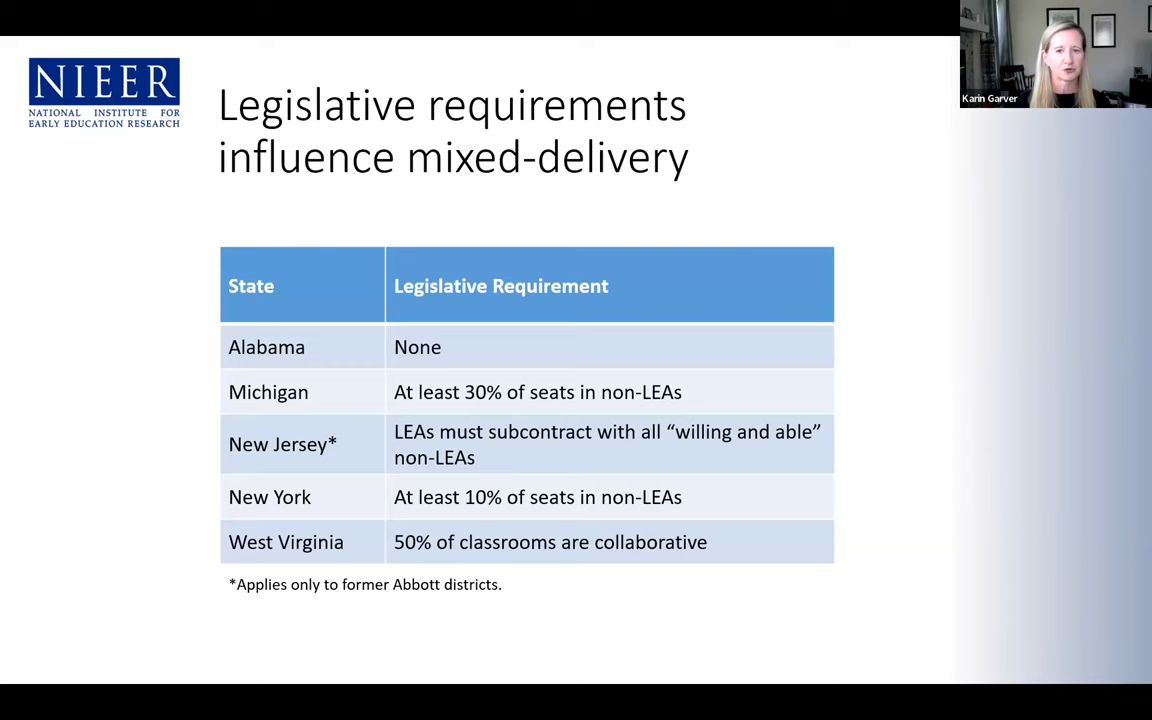 NIEER
NATIONAL INSTITUTE FOR
EARLY EDUCATION RESEARCH
Legislative requirements
influence mixed-delivery
Karin Garver
State Legislative Requirement
Alabama None
Michigan At least 30% of seats in non-LEAs
New Jersey* LEAs must subcontract with all “willing and able”
non-LEAs
New York At least 10% of seats in non-LEAs
West Virginia 50% of classrooms are collaborative
*Applies only to former Abbott districts.